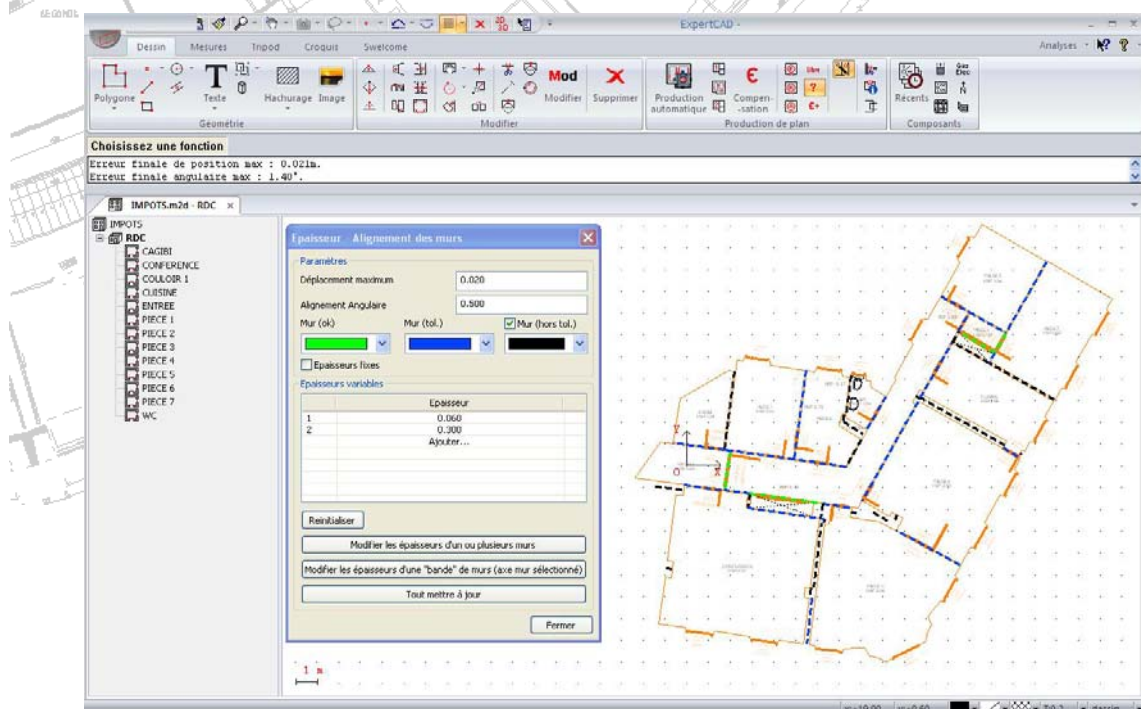 ExpertCAD -
Dessin Mesures Tripod Croquis Swelcome Analyses
Polygone Texte Hachurage Image Mod Modifier Supprimer Production automatique Compen-sation Récents
Géométrie Modifier Production de plan Composants
Choisissez une fonction
Erreur finale de position max : 0.021m.
Erreur finale angulaire max : 1.40°.
IMPOTS.m2d - RDC x
IMPOTS
RDC
CAGIBI
CONFERENCE
COULOIR 1
CUISINE
ENTREE
PIECE 1
PIECE 2
PIECE 3
PIECE 4
PIECE 5
PIECE 6
PIECE 7
WC
Epaisseur - Alignement des murs
Paramètres
Déplacement maximum 0.020
Alignement Angulaire 0.500
Mur (ok) Mur (tol.) Mur (hors tol.)
Epaisseurs fixes
Epaisseurs variables
Epaisseur
1 0.060
2 0.300
Ajouter...
Reinitialiser
Modifier les épaisseurs d'un ou plusieurs murs
Modifier les épaisseurs d'une "bande" de murs (axe mur sélectionné)
Tout mettre à jour
Fermer
Y
O X
1 m